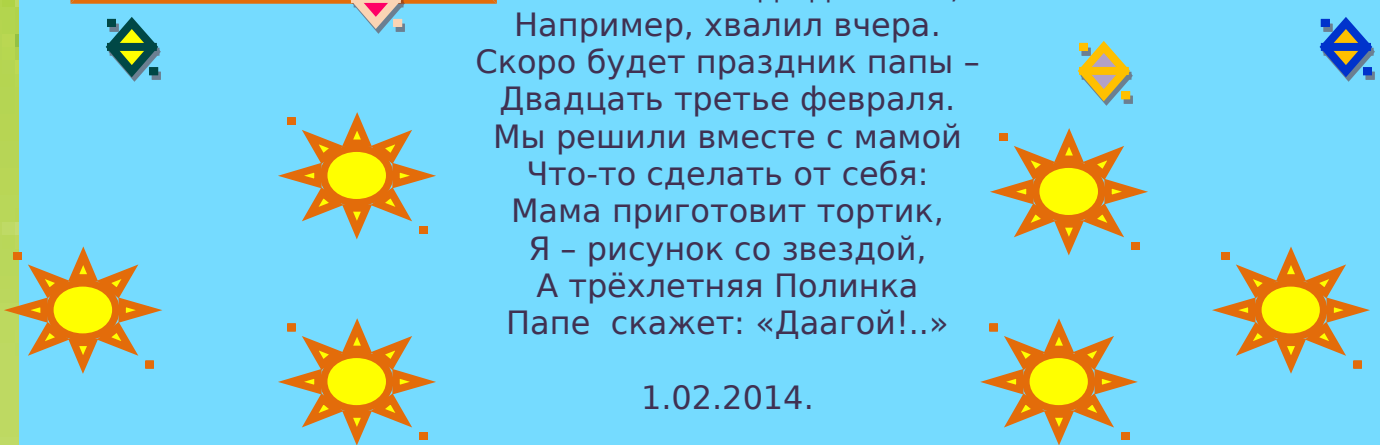 Например, хвалил вчера.
Скоро будет праздник папы –
Двадцать третье февраля.
Мы решили вместе с мамой
Что-то сделать от себя:
Мама приготовит тортик,
Я – рисунок со звездой,
А трёхлетняя Полинка
Папе  скажет: «Даагой!..»
1.02.2014.